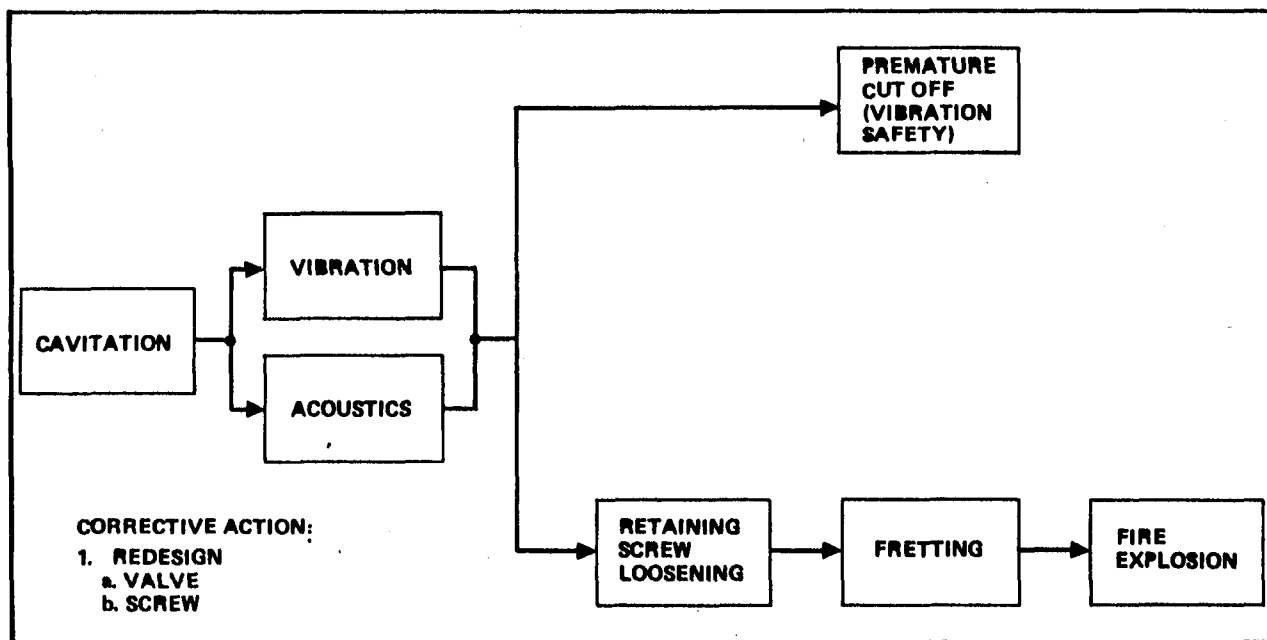 PREMATURE
CUT OFF
(VIBRATION
SAFETY)
VIBRATION
CAVITATION
ACOUSTICS
CORRECTIVE ACTION:
1. REDESIGN
a. VALVE
b. SCREW
RETAINING
SCREW
LOOSENING
FRETTING
FIRE
EXPLOSION